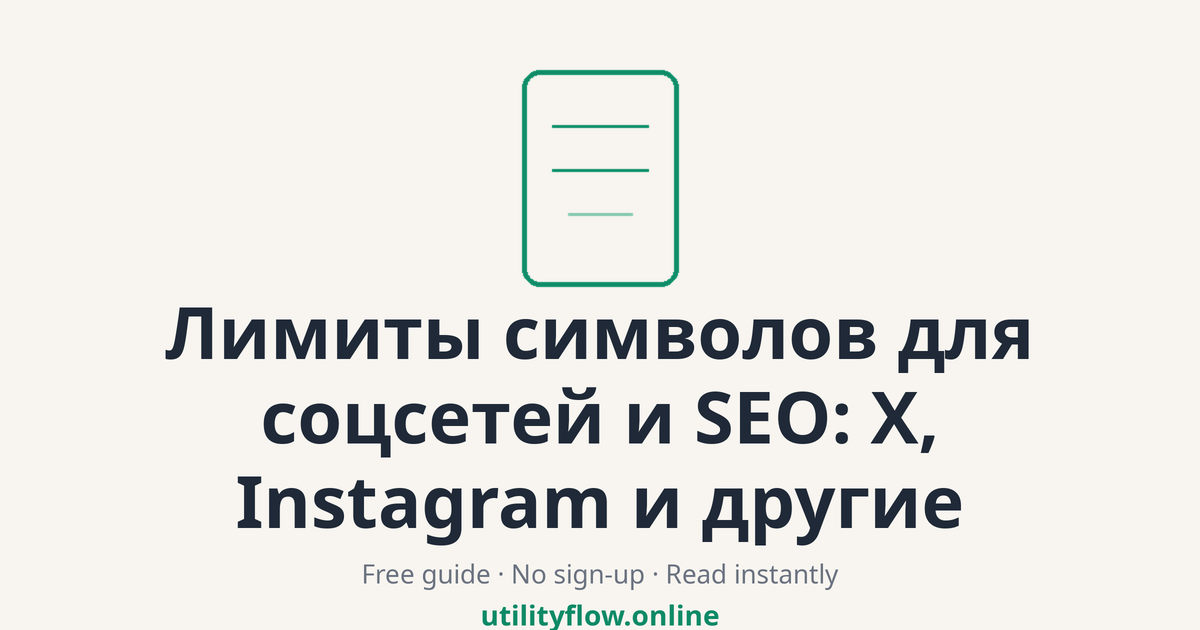 Лимиты символов для
соцсетей и SEO: X,
Instagram и другие
Free guide · No sign-up · Read instantly
utilityflow.online